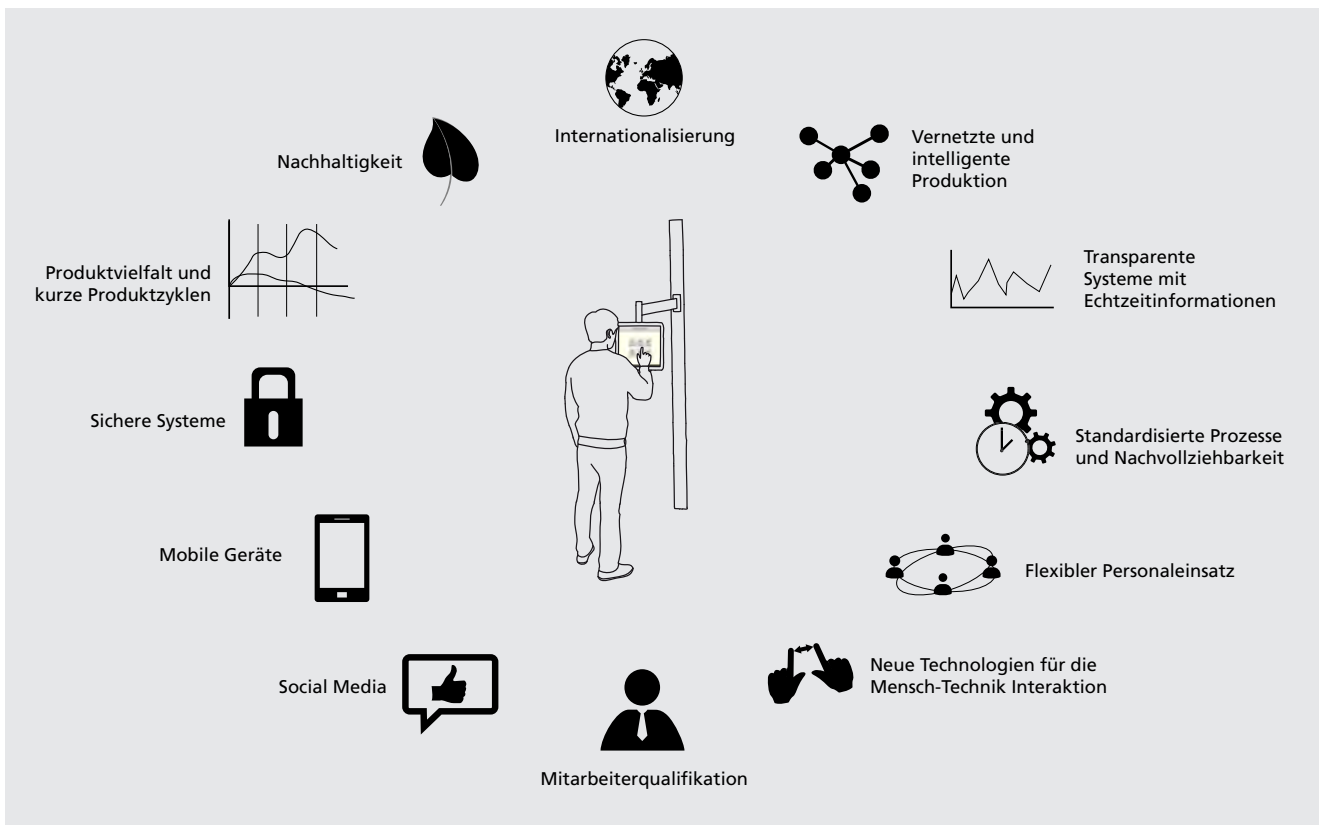 Internationalisierung
Vernetzte und
intelligente
Produktion
Transparente
Systeme mit
Echtzeitinformationen
Standardisierte Prozesse
und Nachvollziehbarkeit
Flexibler Personaleinsatz
Neue Technologien für die
Mensch-Technik Interaktion
Mitarbeiterqualifikation
Social Media
Mobile Geräte
Sichere Systeme
Produktvielfalt und
kurze Produktzyklen
Nachhaltigkeit